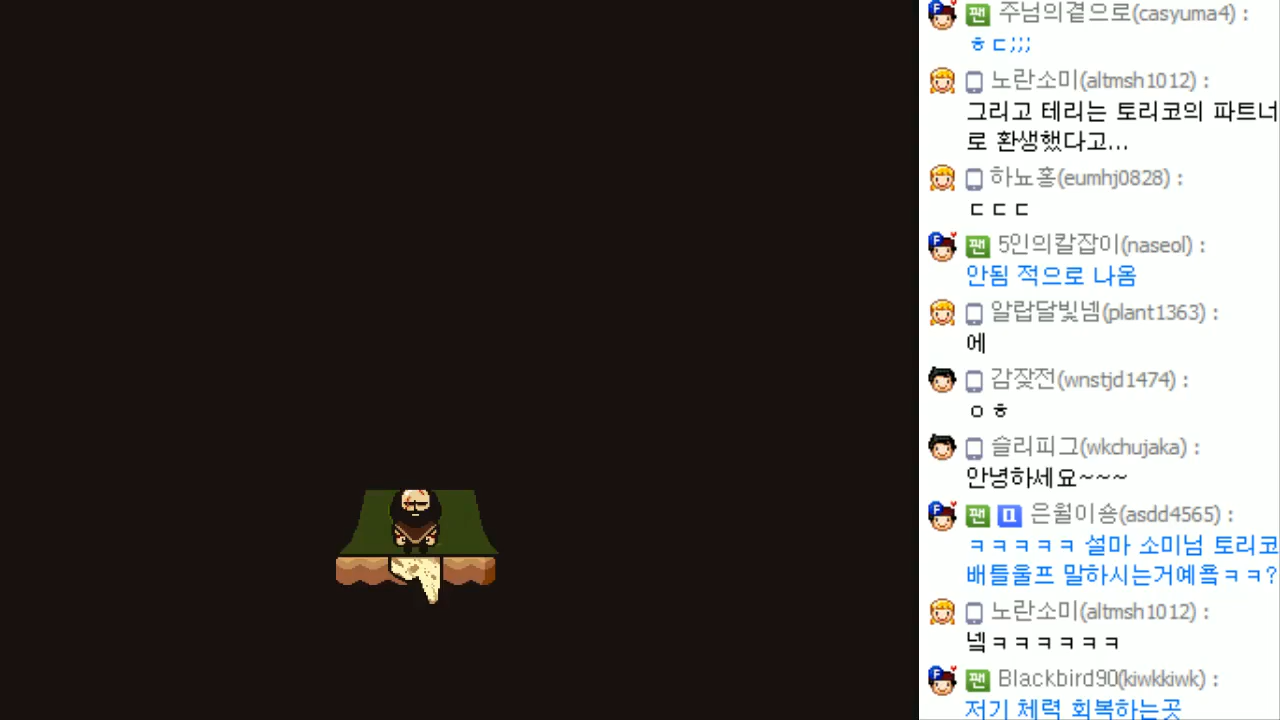 주님의곁으로(casyuma4) :
ㅎㄷ;;;
노란소미(altmsh1012) :
그리고 테리는 토리코의 파트너
로 환생했다고...
하뇨홍(eumhj0828) :
ㄷㄷㄷ
5인의칼잡이(naseol) :
안됨 적으로 나옴
알랍달빛넴(plant1363) :
에
감잦전(wnstjd1474) :
ㅇㅎ
슬리피그(wkchujaka) :
안녕하세요~~~
은월이숑(asdd4565) :
ㅋㅋㅋㅋㅋ 설마 소미님 토리코
배틀울프 말하시는거예욬ㅋㅋ?
노란소미(altmsh1012) :
넼ㅋㅋㅋㅋㅋㅋ
Blackbird90(kiwkkiwk) :
저기 체력 회복하는곳